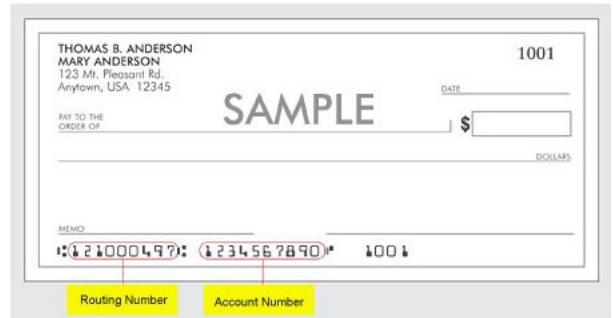 THOMAS B. ANDERSON
MARY ANDERSON
123 Mt. Pleasant Rd.
Anytown, USA 12345
1001
DATE
SAMPLE
PAY TO THE
ORDER OF
$
DOLLARS
MEMO
⑆121000497⑆ 1234567890⑈ 1001
Routing Number
Account Number